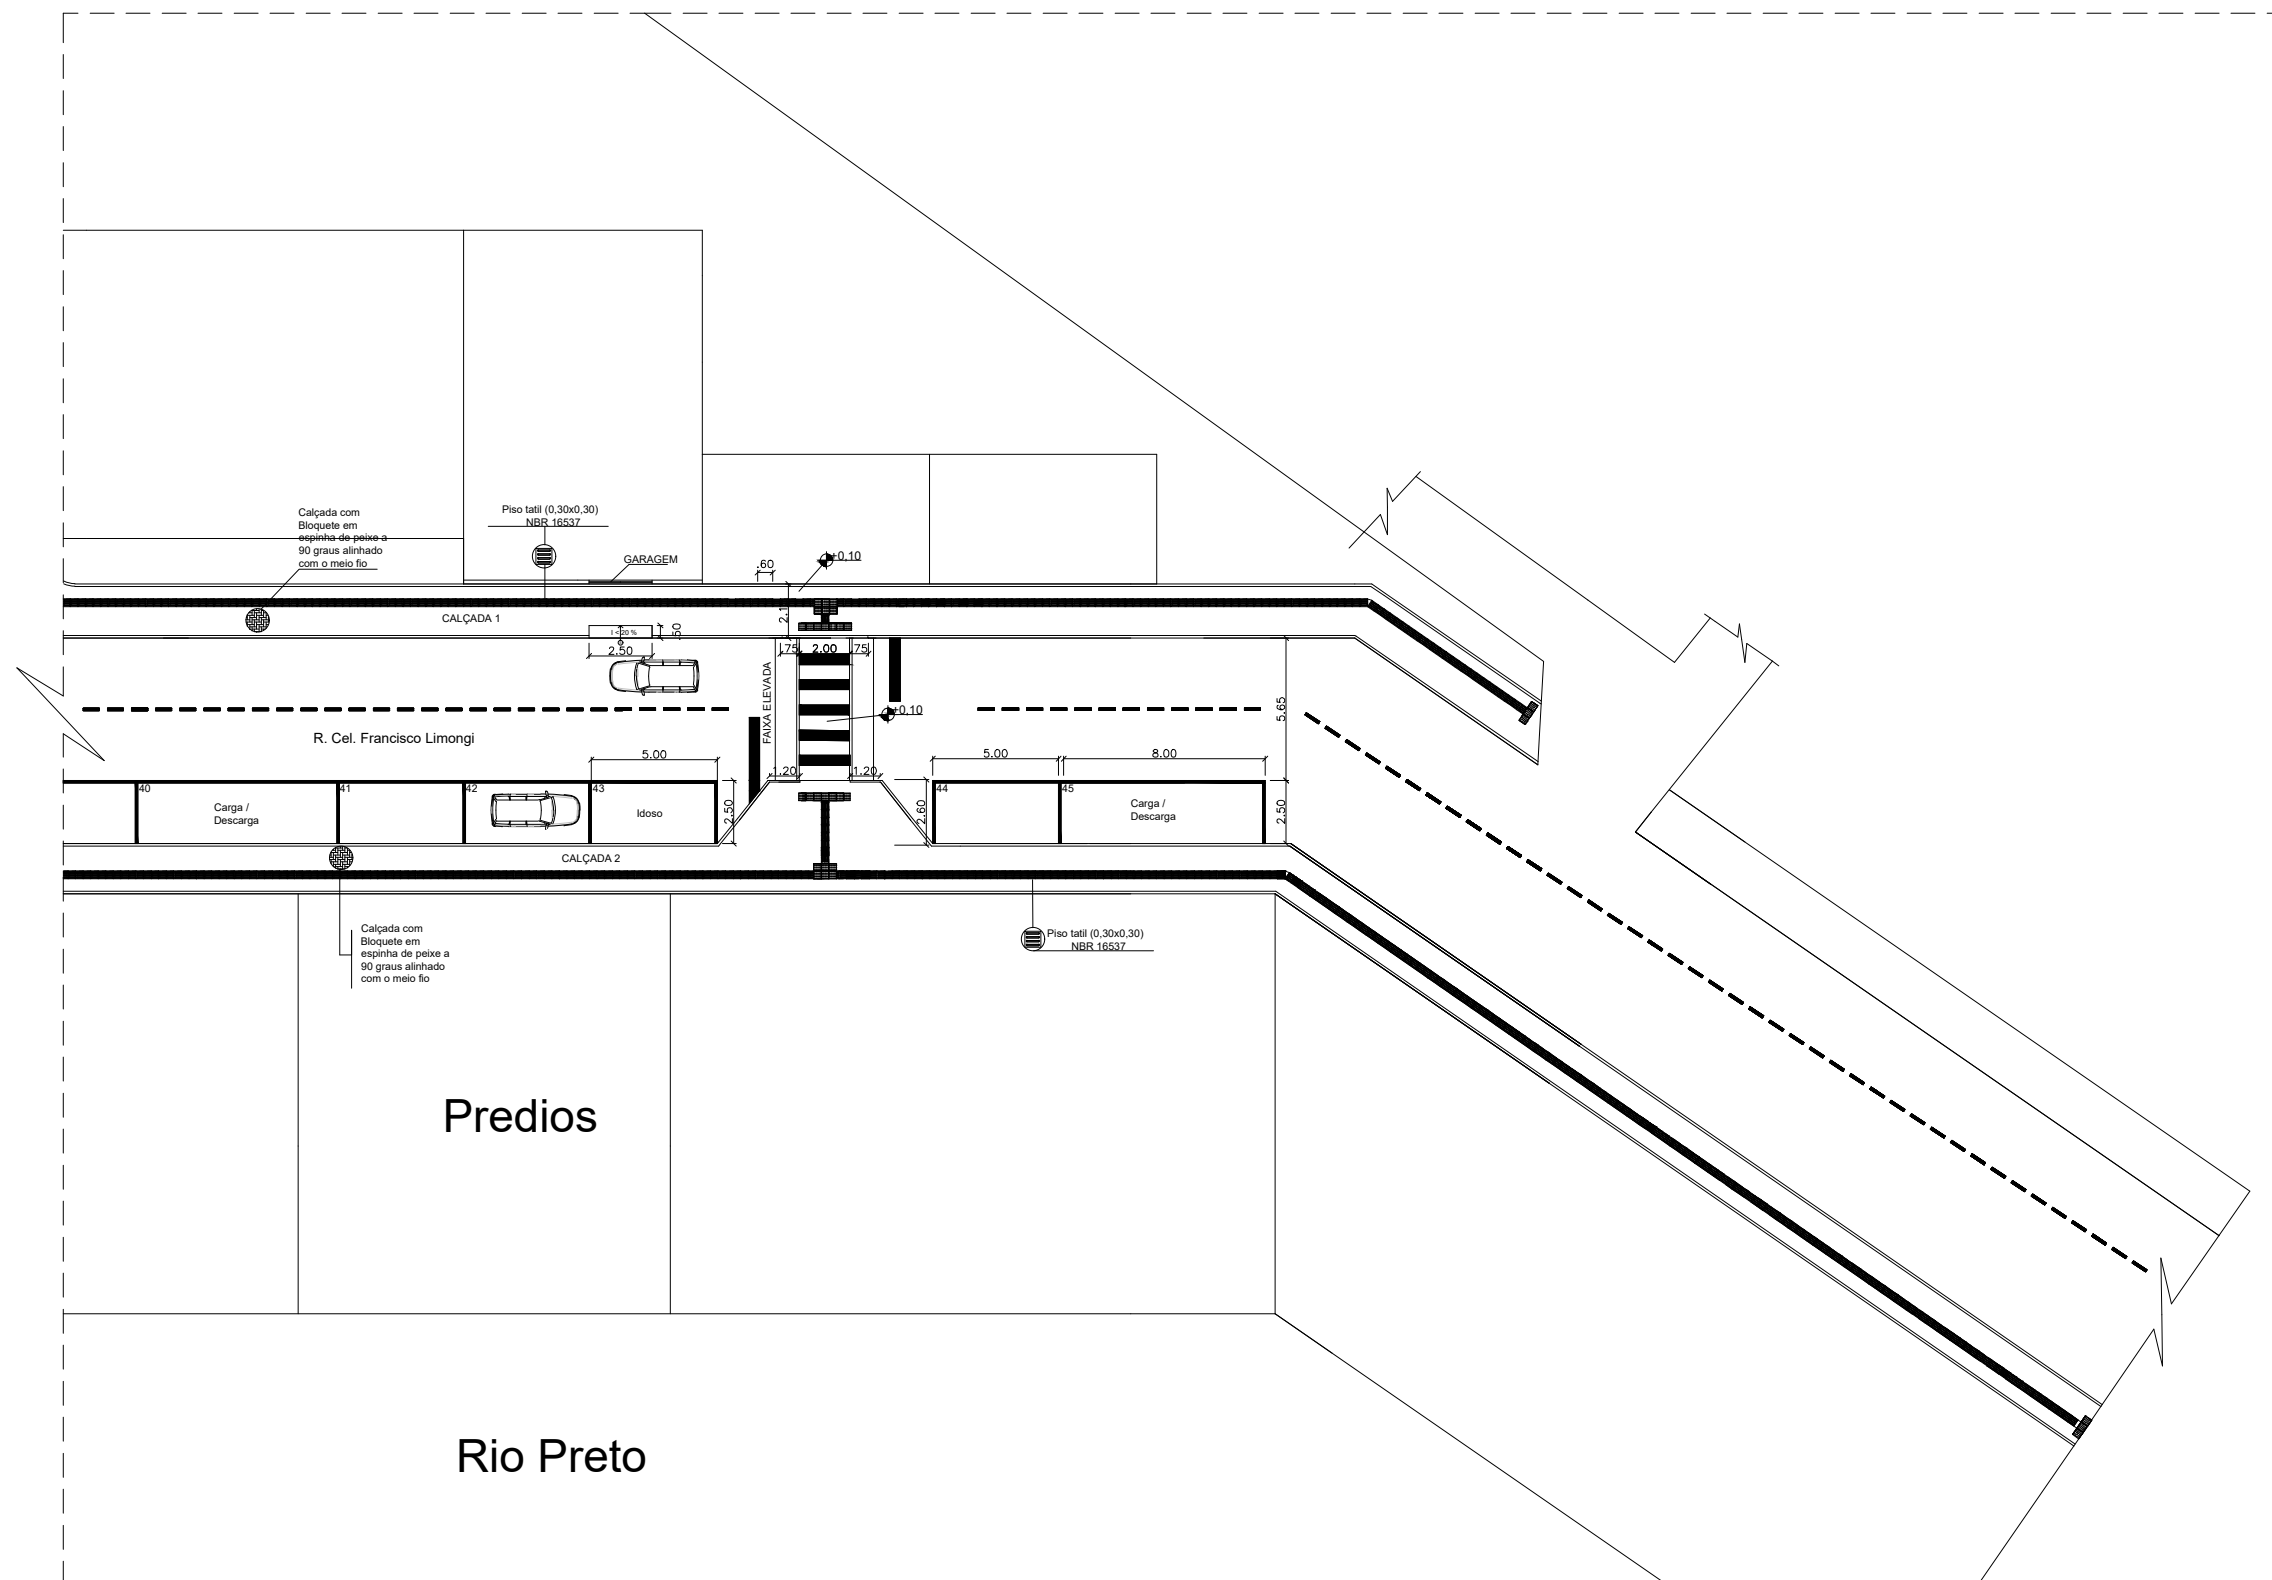 Calçada com
Bloquete em
espinha de peixe a
90 graus alinhado
com o meio fio
Piso tatil (0,30x0,30)
NBR 16537
GARAGEM
.60
+0,10
CALÇADA 1
I < 20 %
.50
2.50
2.1
.75
2.00
.75
FAIXA ELEVADA
+0,10
5.65
R. Cel. Francisco Limongi
5.00
1.20
1.20
5.00
8.00
40
Carga /
Descarga
41
42
43
Idoso
2.50
2.60
44
45
Carga /
Descarga
2.50
CALÇADA 2
Calçada com
Bloquete em
espinha de peixe a
90 graus alinhado
com o meio fio
Piso tatil (0,30x0,30)
NBR 16537
Predios
Rio Preto